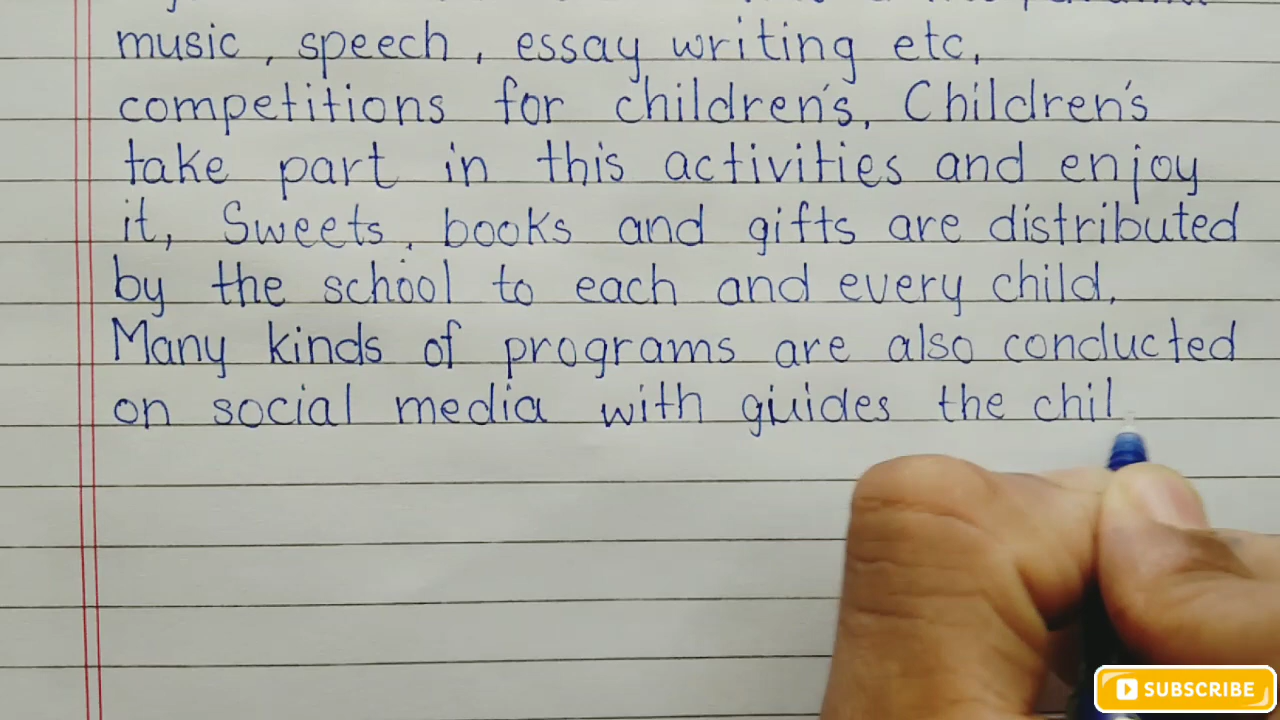 music, speech, essay writing etc,
competitions for children's, Children's
take part in this activities and enjoy
it, Sweets, books and gifts are distributed
by the school to each and every child,
Many kinds of programs are also conducted
on social media with guides the chil
SUBSCRIBE